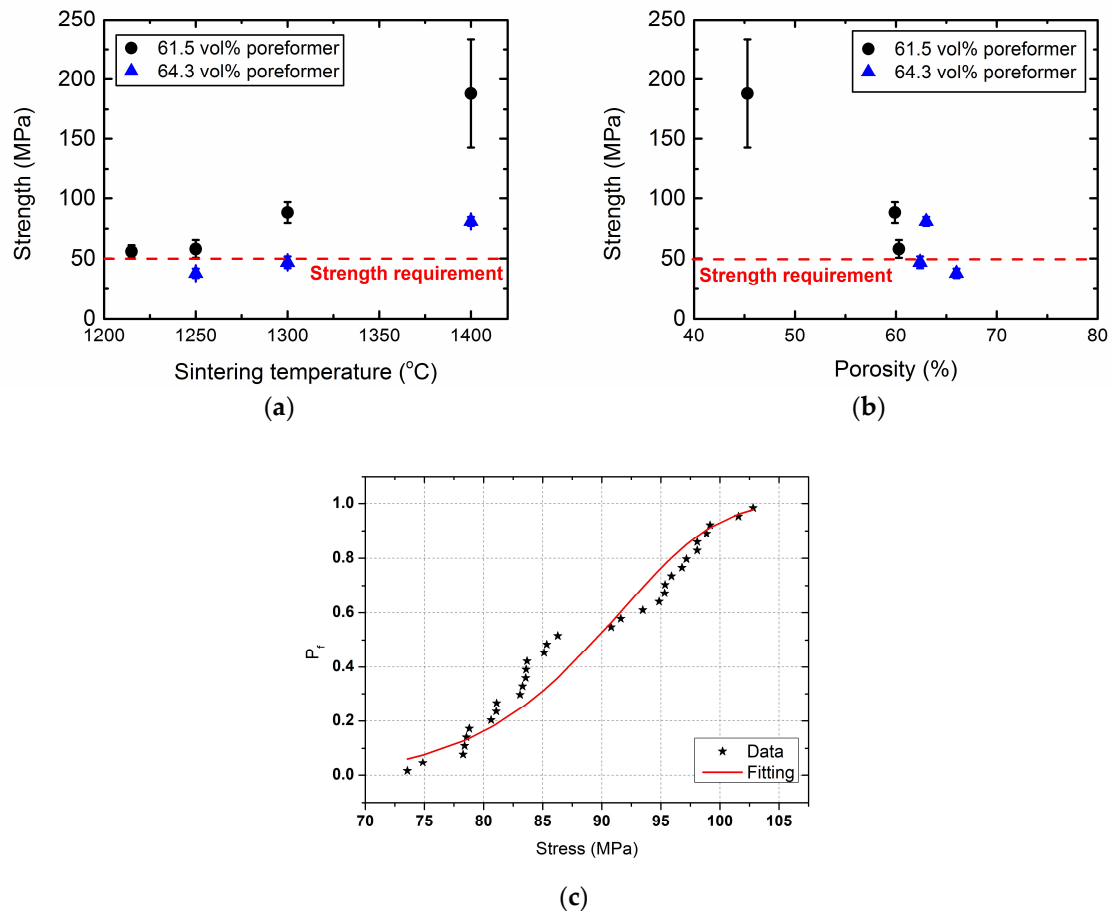 250
200
150
100
50
0
Strength (MPa)
61.5 vol% poreformer
64.3 vol% poreformer
Strength requirement
1200 1250 1300 1350 1400
Sintering temperature (°C)
(a)
250
200
150
100
50
0
Strength (MPa)
61.5 vol% poreformer
64.3 vol% poreformer
Strength requirement
40 50 60 70 80
Porosity (%)
(b)
1.0
0.8
0.6
0.4
0.2
0.0
Pf
Data
Fitting
70 75 80 85 90 95 100 105
Stress (MPa)
(c)